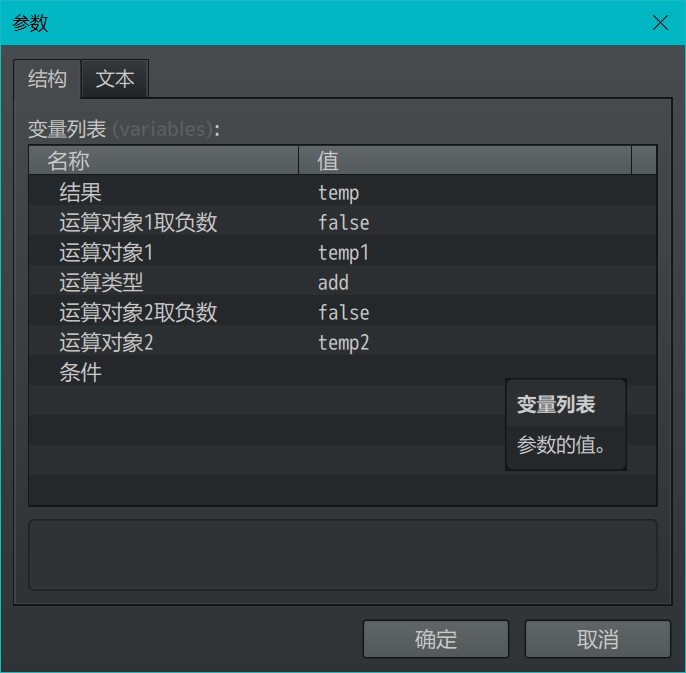 参数
结构 文本
变量列表 (variables):
名称 值
结果 temp
运算对象1取负数 false
运算对象1 temp1
运算类型 add
运算对象2取负数 false
运算对象2 temp2
条件
变量列表
参数的值。
确定 取消